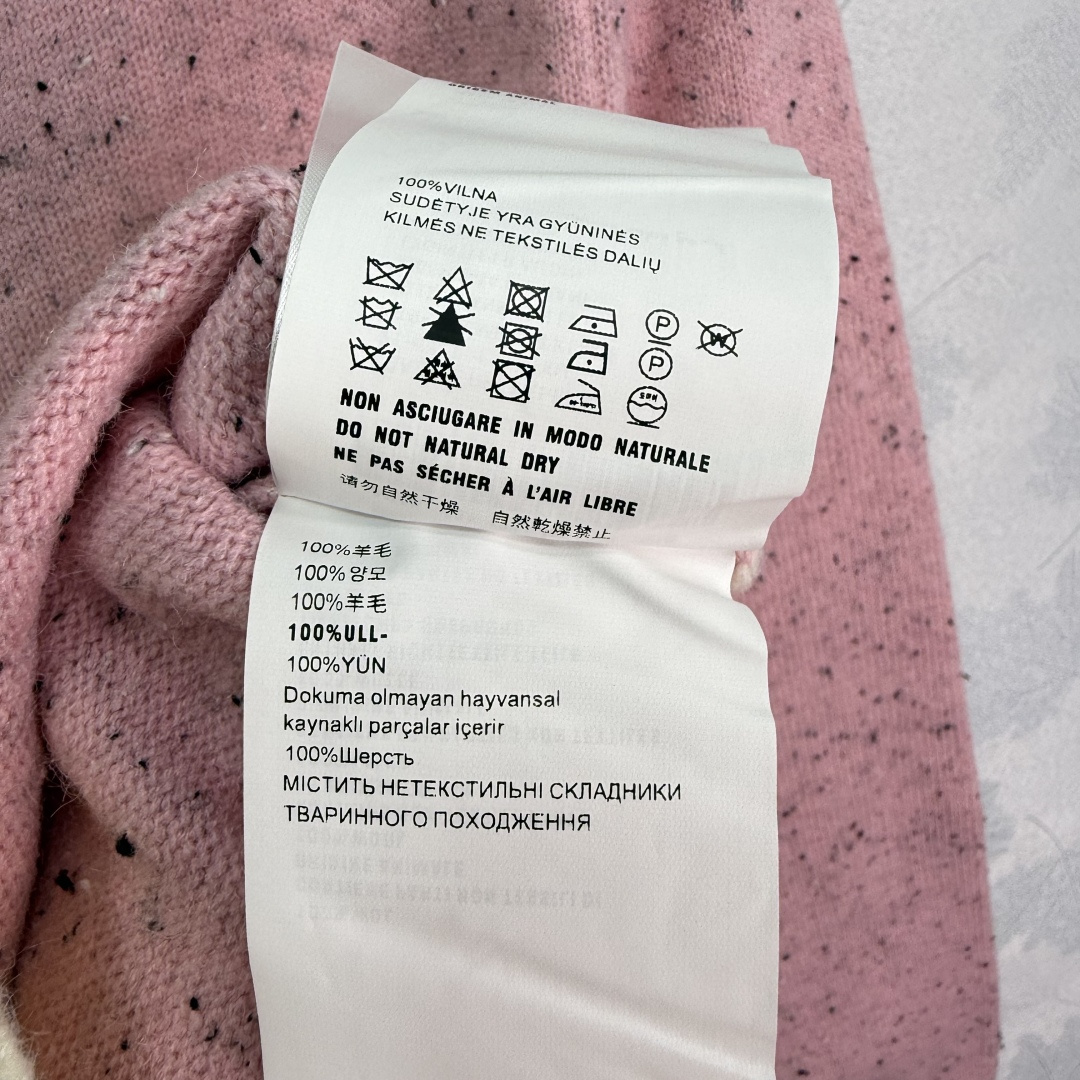 100%VILNA
SUDĖTYJE YRA GYŪNINĖS
KILMĖS NE TEKSTILĖS DALIŲ
P
W
P
NON ASCIUGARE IN MODO NATURALE
DO NOT NATURAL DRY
NE PAS SÉCHER À L'AIR LIBRE
请勿自然干燥 自然乾燥禁止
100%羊毛
100%양모
100%羊毛
100%ULL-
100%YÜN
Dokuma olmayan hayvansal
kaynaklı parçalar içerir
100%Шерсть
МІСТИТЬ НЕТЕКСТИЛЬНІ СКЛАДНИКИ
ТВАРИННОГО ПОХОДЖЕННЯ